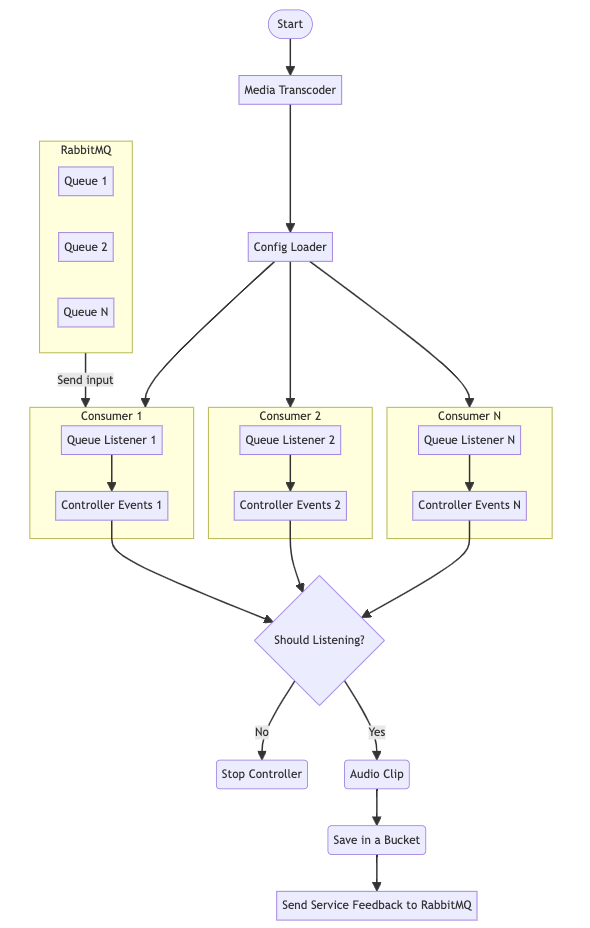 Start
Media Transcoder
RabbitMQ
Queue 1
Queue 2
Config Loader
Queue N
Send input
Consumer 1
Consumer 2
Consumer N
Queue Listener 1
Queue Listener 2
Queue Listener N
Controller Events 1
Controller Events 2
Controller Events N
Should Listening?
No
Yes
Stop Controller
Audio Clip
Save in a Bucket
Send Service Feedback to RabbitMQ